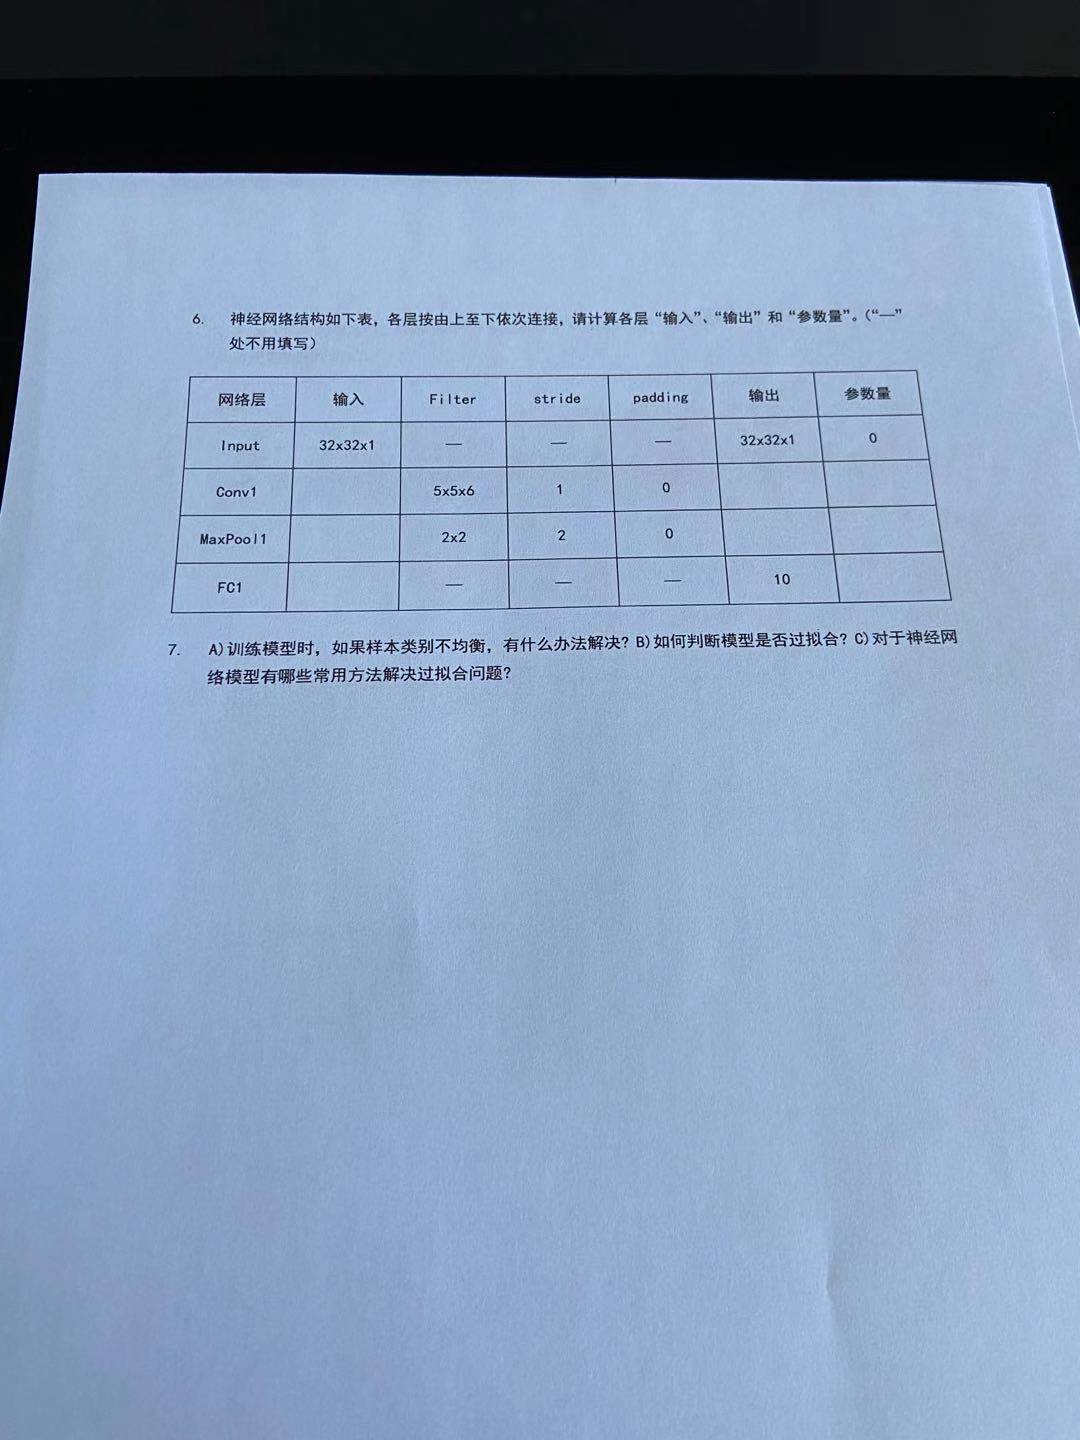 6. 神经网络结构如下表，各层按由上至下依次连接，请计算各层“输入”、“输出”和“参数量”。（“—”
处不用填写）
网络层 输入 Filter stride padding 输出 参数量
Input 32x32x1 — — — 32x32x1 0
Conv1 5x5x6 1 0
MaxPool1 2x2 2 0
FC1 — — — 10
7. A)训练模型时，如果样本类别不均衡，有什么办法解决？B)如何判断模型是否过拟合？C)对于神经网
络模型有哪些常用方法解决过拟合问题？